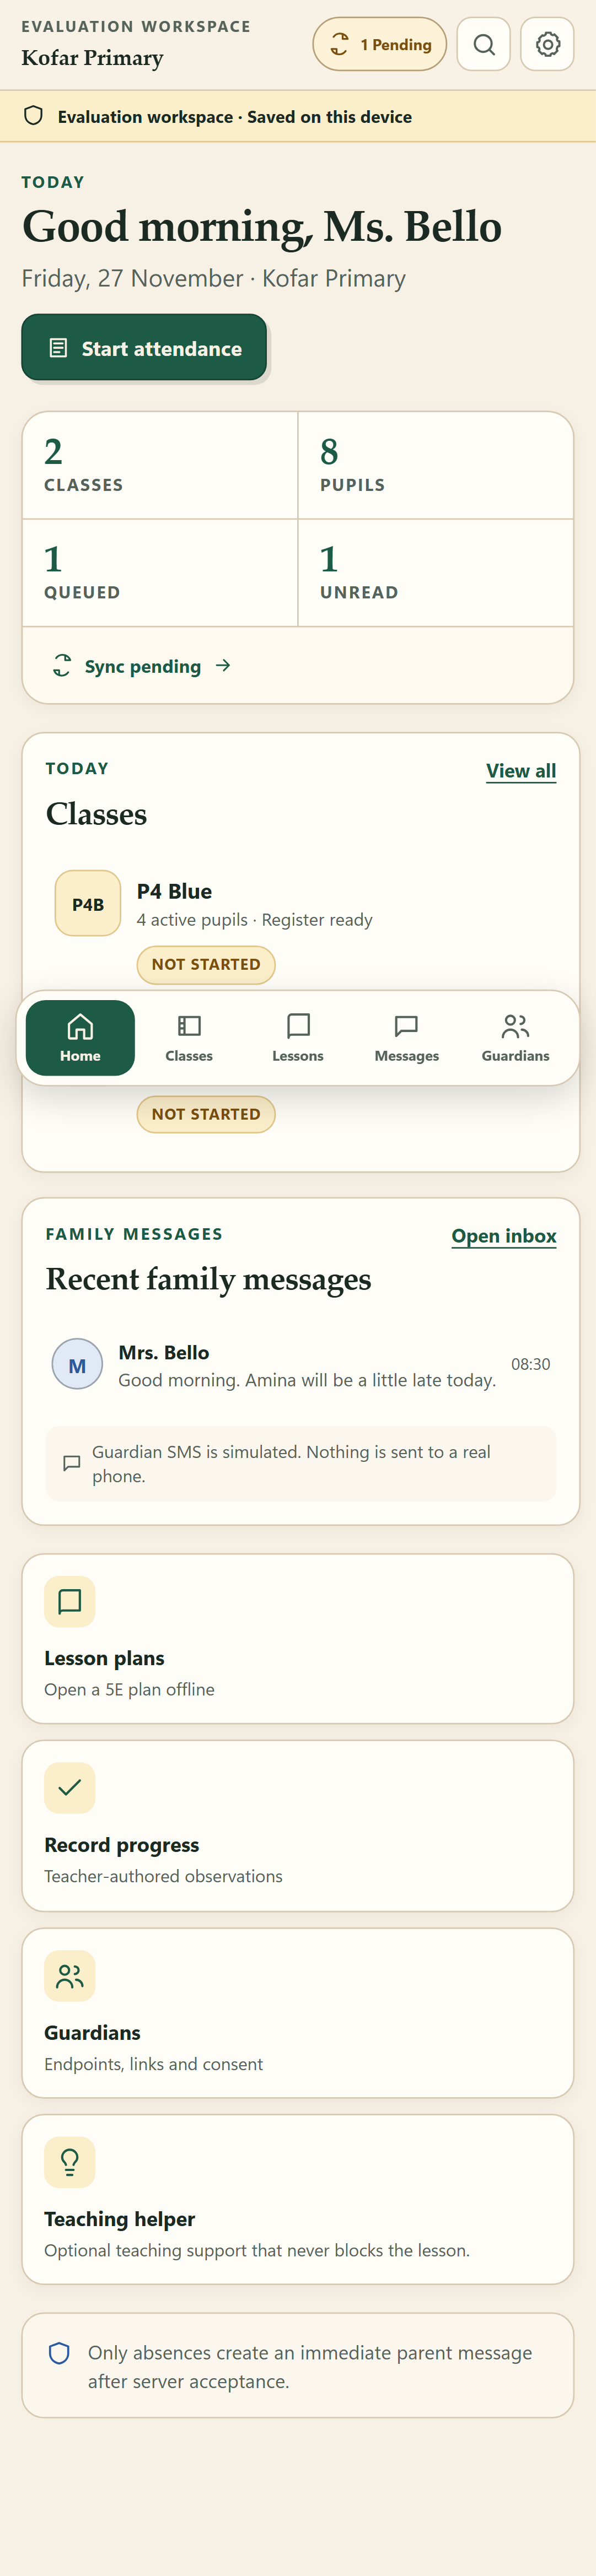 EVALUATION WORKSPACE
Kofar Primary
1 Pending
Evaluation workspace · Saved on this device
TODAY
Good morning, Ms. Bello
Friday, 27 November · Kofar Primary
Start attendance
2
CLASSES
8
PUPILS
1
QUEUED
1
UNREAD
Sync pending →
TODAY
View all
Classes
P4B
P4 Blue
4 active pupils · Register ready
NOT STARTED
Home
Classes
Lessons
Messages
Guardians
NOT STARTED
FAMILY MESSAGES
Open inbox
Recent family messages
M
Mrs. Bello
08:30
Good morning. Amina will be a little late today.
Guardian SMS is simulated. Nothing is sent to a real
phone.
Lesson plans
Open a 5E plan offline
Record progress
Teacher-authored observations
Guardians
Endpoints, links and consent
Teaching helper
Optional teaching support that never blocks the lesson.
Only absences create an immediate parent message
after server acceptance.